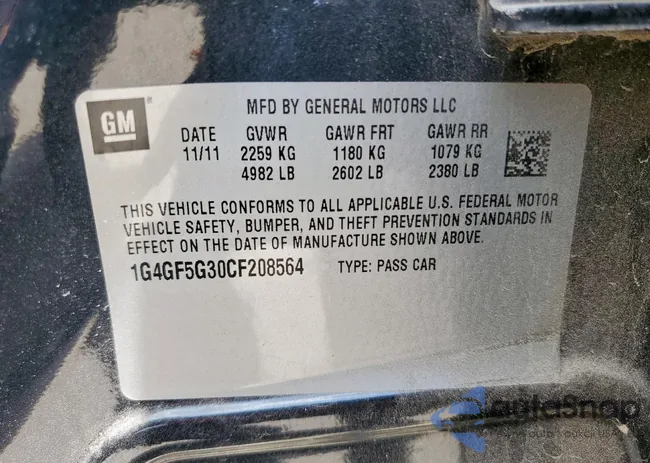 GM
MFD BY GENERAL MOTORS LLC
DATE GVWR GAWR FRT GAWR RR
11/11 2259 KG 1180 KG 1079 KG
4982 LB 2602 LB 2380 LB
THIS VEHICLE CONFORMS TO ALL APPLICABLE U.S. FEDERAL MOTOR
VEHICLE SAFETY, BUMPER, AND THEFT PREVENTION STANDARDS IN
EFFECT ON THE DATE OF MANUFACTURE SHOWN ABOVE.
1G4GF5G30CF208564 TYPE: PASS CAR
autoSnap